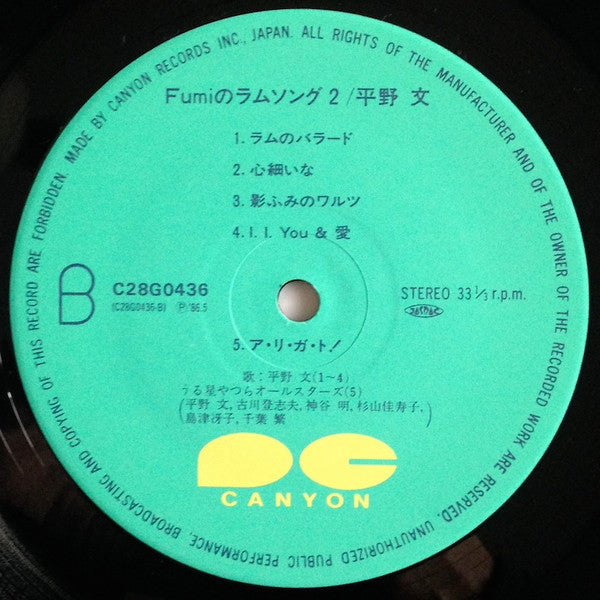 MADE BY CANYON RECORDS INC., JAPAN. ALL RIGHTS OF THE MANUFACTURER AND OF THE OWNER OF THE RECORDED WORK ARE RESERVED. UNAUTHORIZED PUBLIC PERFORMANCE, BROADCASTING AND COPYING OF THIS RECORD ARE FORBIDDEN.
Fumiのラムソング 2 / 平野 文
1. ラムのバラード
2. 心細いな
3. 影ふみのワルツ
4. I. I. You & 愛
B
C28G0436
(C28G0436-B) Ⓟ'86.5
STEREO 33 1/3 r.p.m.
JASRAC
5. ア・リ・ガ・ト!
歌:平野 文(1〜4)
うる星やつらオールスターズ(5)
(平野 文,古川登志夫,神谷 明,杉山佳寿子,
島津冴子,千葉 繁)
CANYON